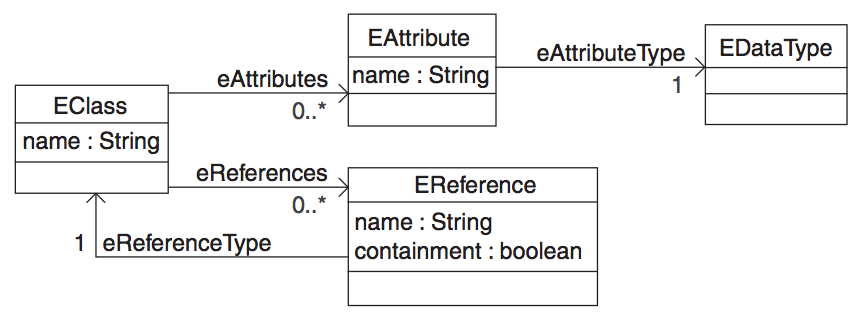 EAttribute
name : String
eAttributeType
1
EDataType
eAttributes
0..*
EClass
name : String
eReferences
0..*
EReference
name : String
containment : boolean
1
eReferenceType